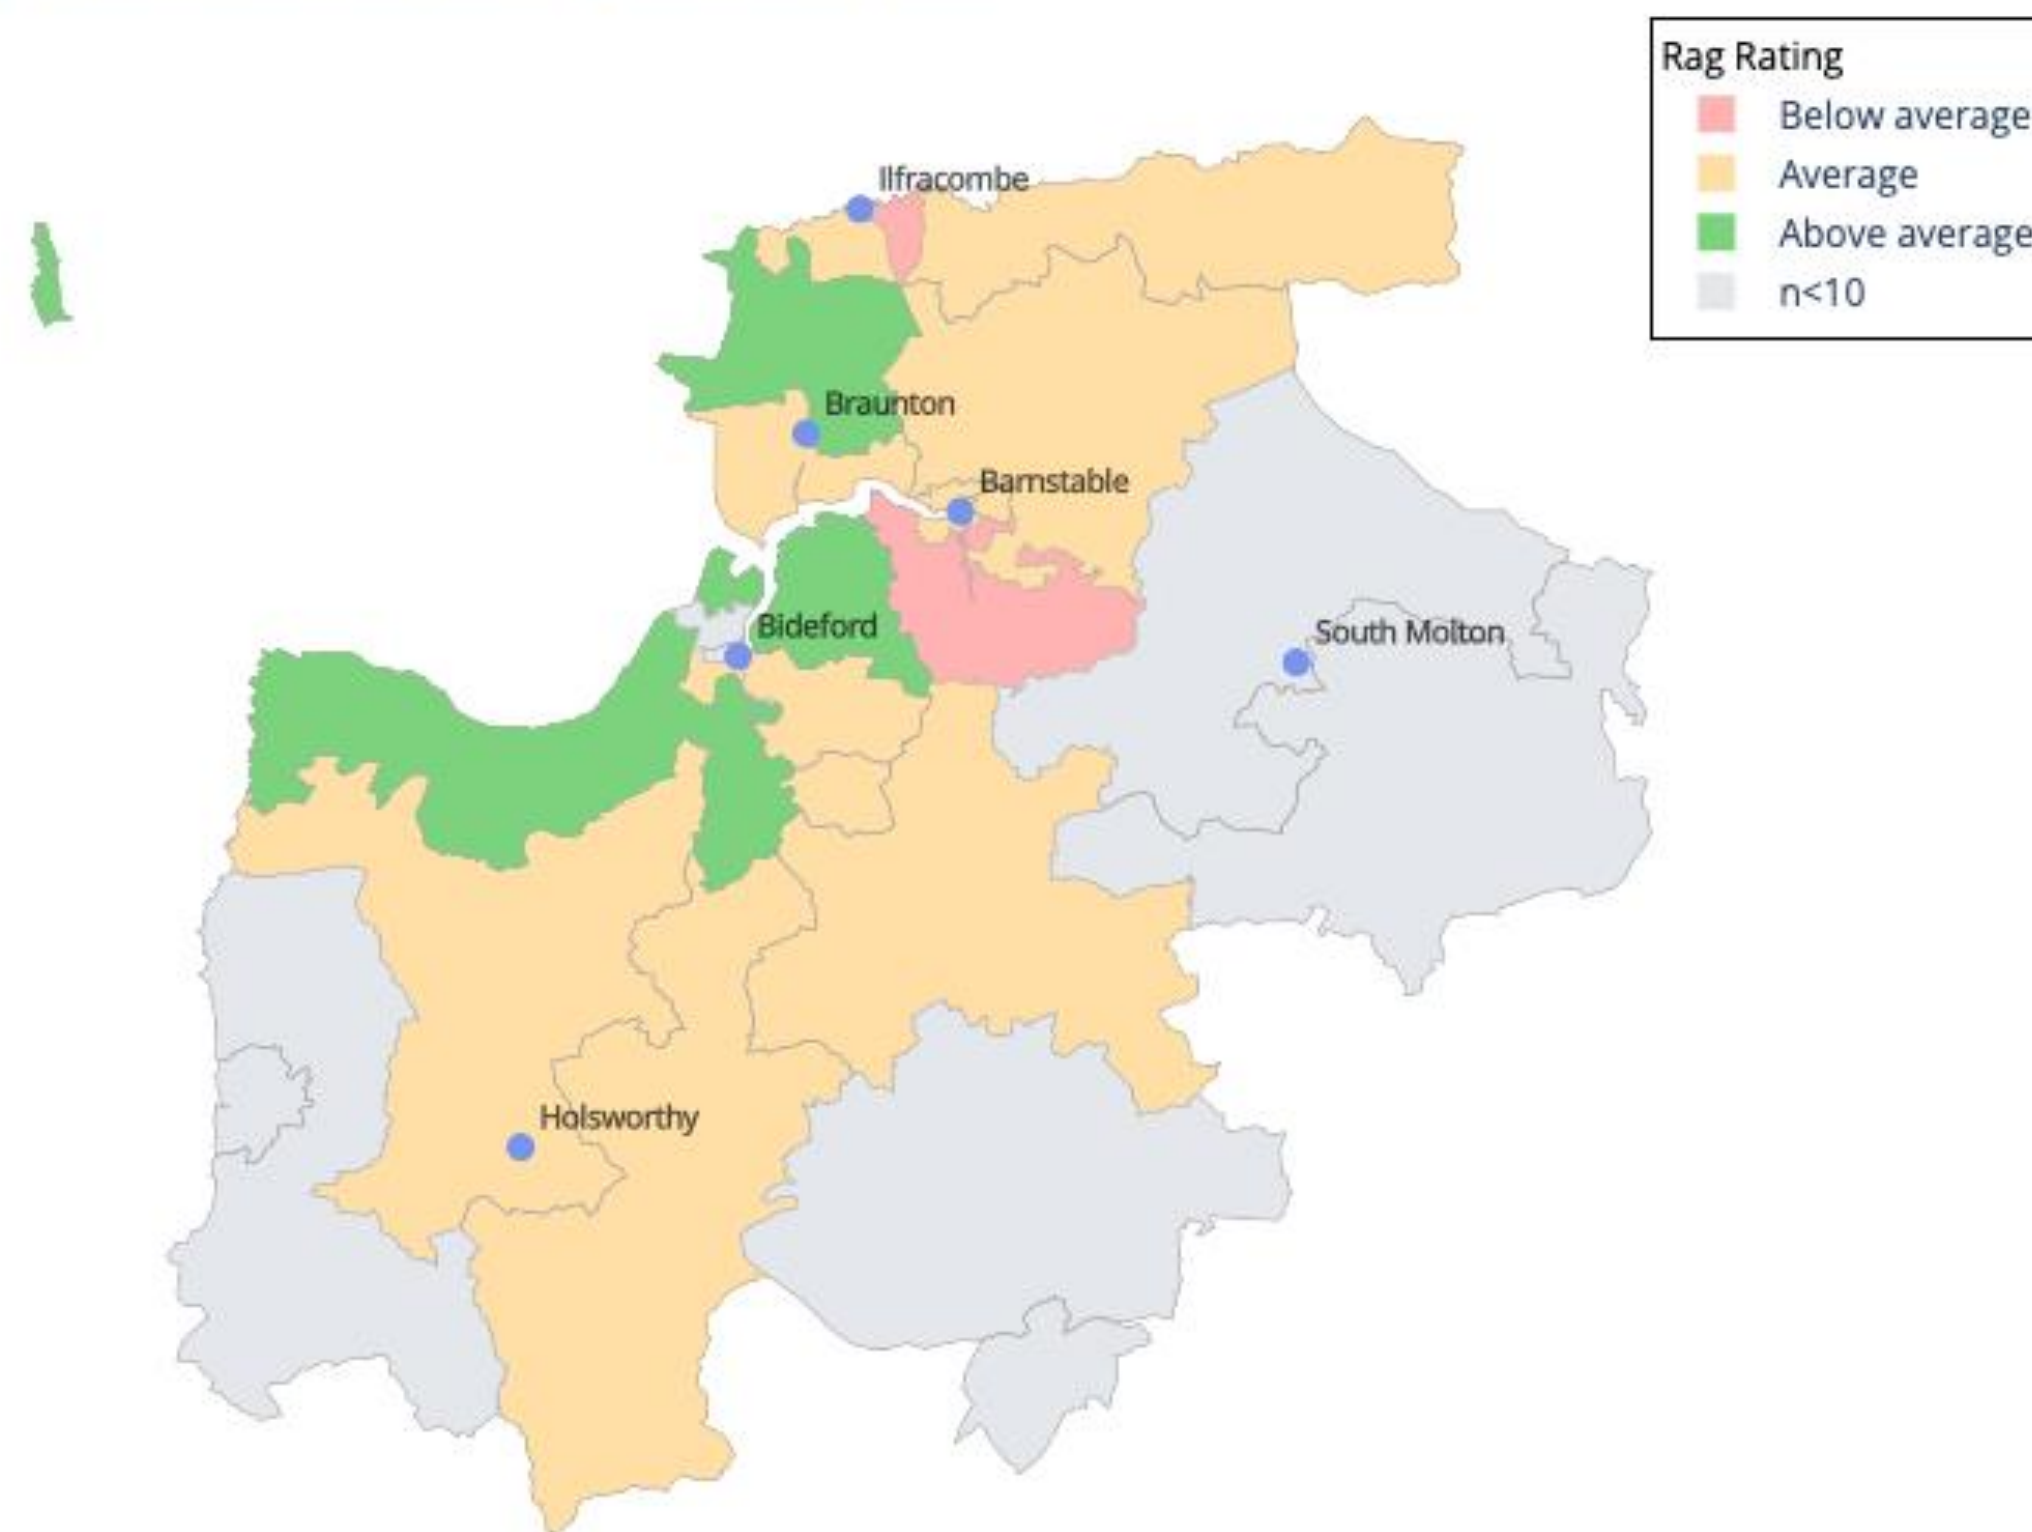 Rag Rating
Below average
Average
Above average
n<10
Ilfracombe
Braunton
Barnstable
Bideford
South Molton
Holsworthy